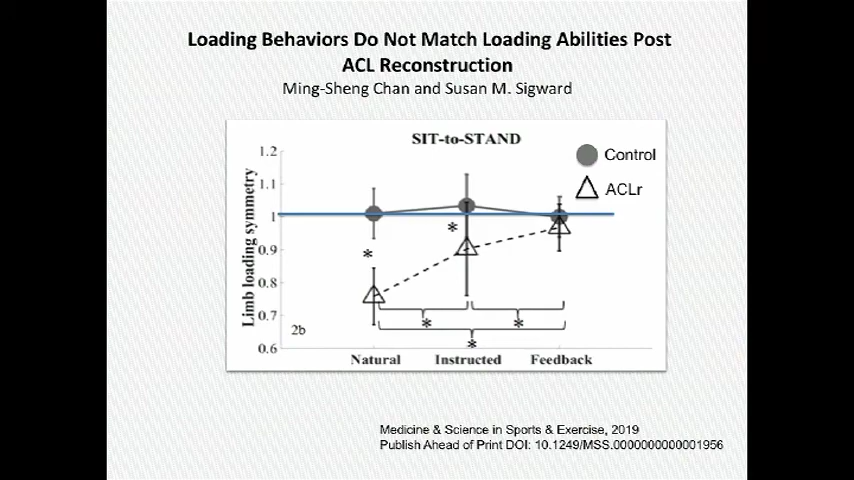 Loading Behaviors Do Not Match Loading Abilities Post
ACL Reconstruction
Ming-Sheng Chan and Susan M. Sigward
SIT-to-STAND
Control
ACLr
Limb loading symmetry
1.2
1.1
1
0.9
0.8
0.7
0.6
*
*
*
*
*
2b
Natural Instructed Feedback
Medicine & Science in Sports & Exercise, 2019
Publish Ahead of Print DOI: 10.1249/MSS.0000000000001956